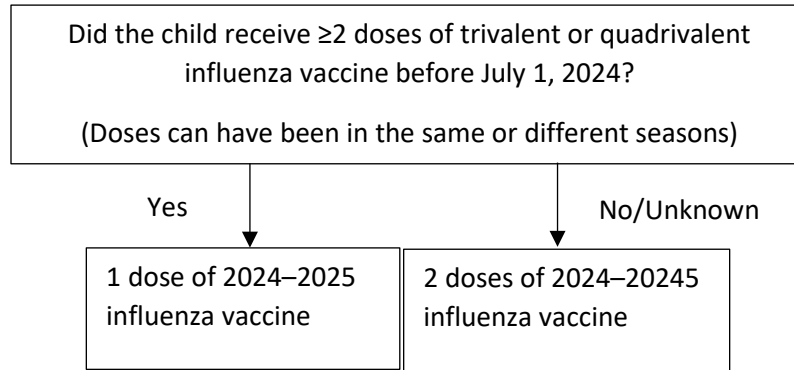 Did the child receive ≥2 doses of trivalent or quadrivalent
influenza vaccine before July 1, 2024?
(Doses can have been in the same or different seasons)
Yes
No/Unknown
1 dose of 2024–2025
influenza vaccine
2 doses of 2024–20245
influenza vaccine